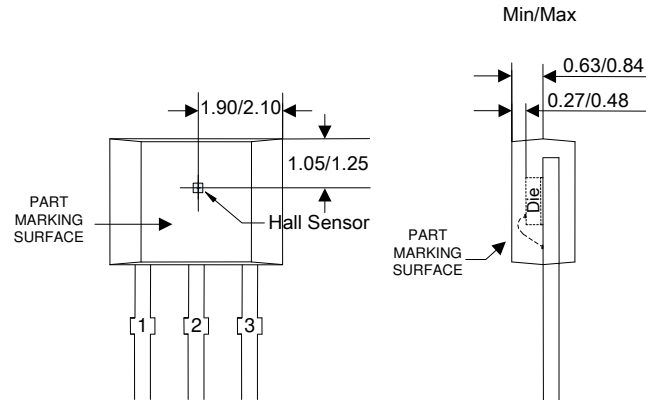 Min/Max
0.63/0.84
0.27/0.48
1.90/2.10
1.05/1.25
PART
MARKING
SURFACE
Hall Sensor
Die
PART
MARKING
SURFACE
1 2 3